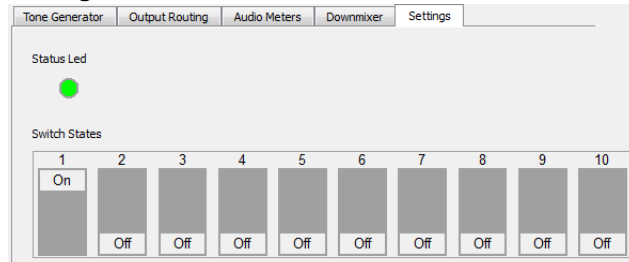 Tone Generator Output Routing Audio Meters Downmixer Settings
Status Led
Switch States
1 2 3 4 5 6 7 8 9 10
On
Off Off Off Off Off Off Off Off Off